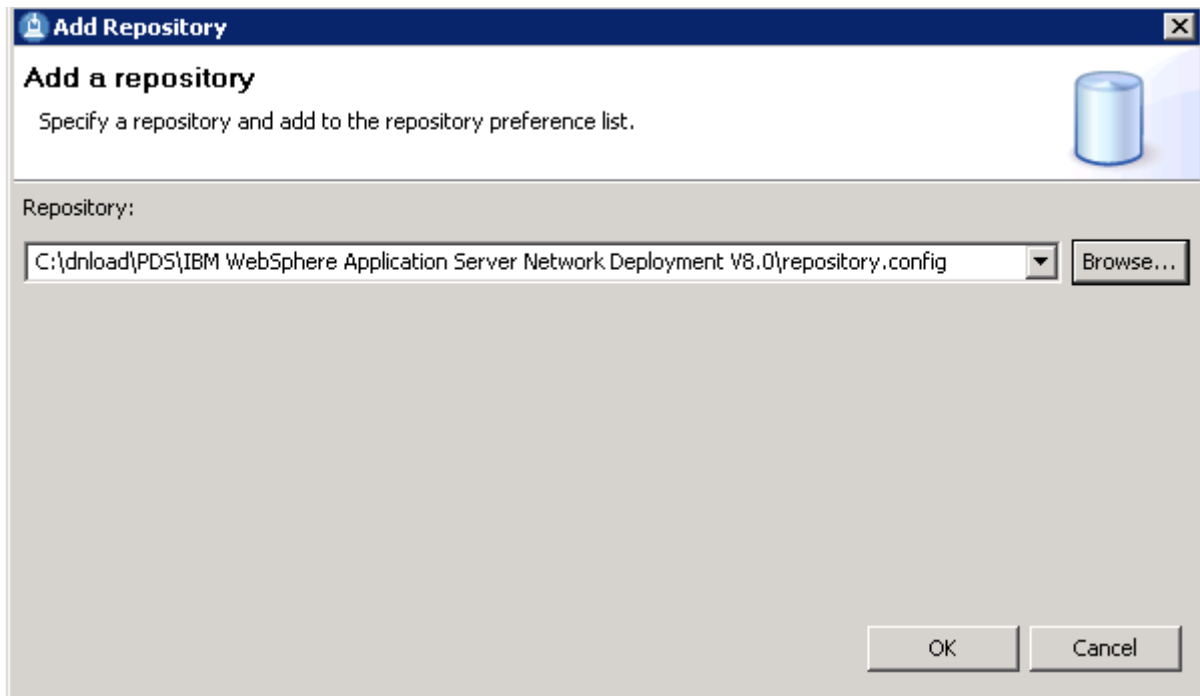 Add Repository
Add a repository
Specify a repository and add to the repository preference list.
Repository:
C:\dnload\PDS\IBM WebSphere Application Server Network Deployment V8.0\repository.config
Browse...
OK
Cancel